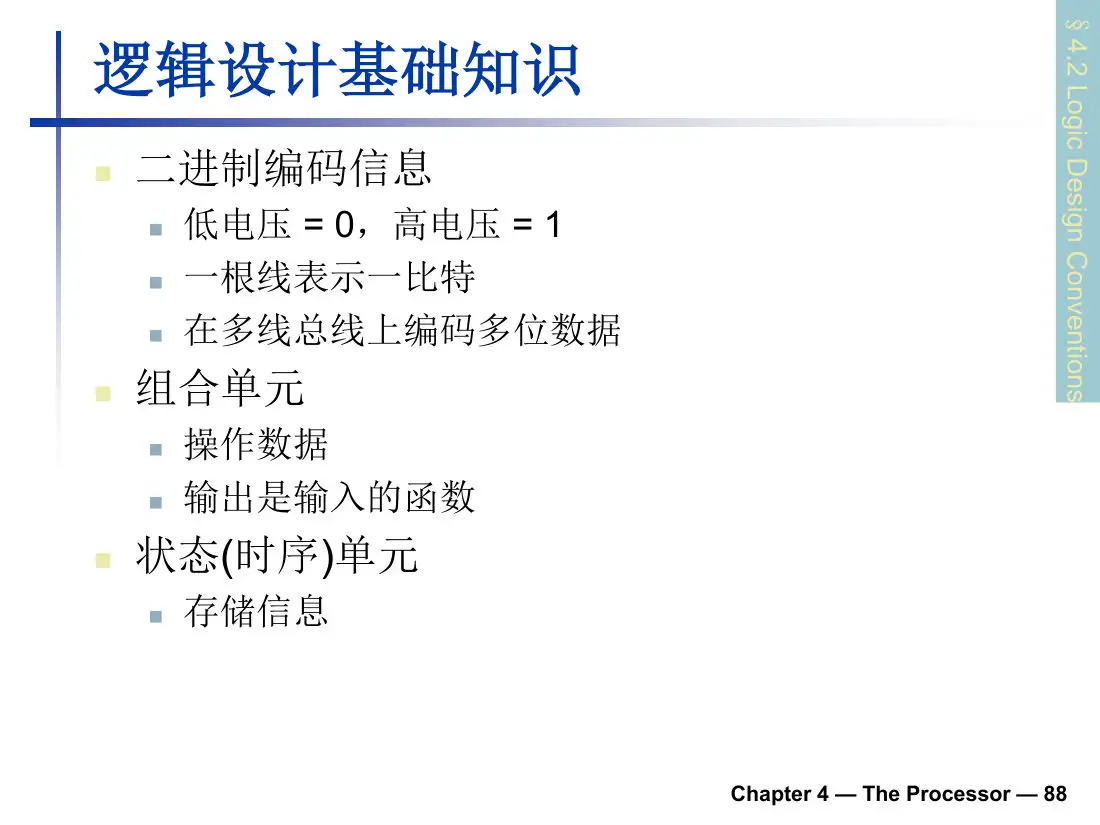 逻辑设计基础知识
§4.2 Logic Design Conventions
二进制编码信息
低电压 = 0，高电压 = 1
一根线表示一比特
在多线总线上编码多位数据
组合单元
操作数据
输出是输入的函数
状态(时序)单元
存储信息
Chapter 4 — The Processor — 88